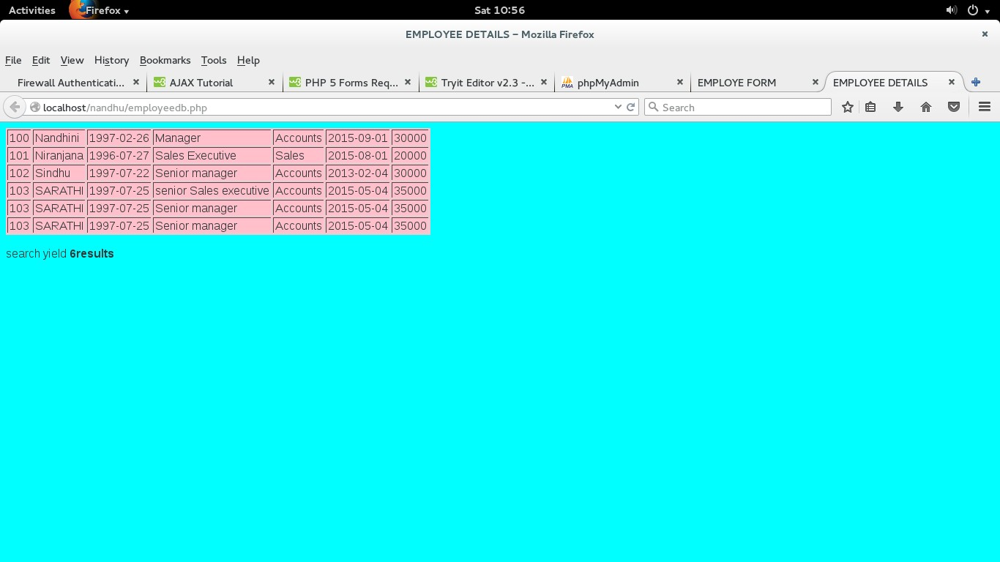 Activities Firefox Sat 10:56
EMPLOYEE DETAILS - Mozilla Firefox
File Edit View History Bookmarks Tools Help
Firewall Authenticati... AJAX Tutorial PHP 5 Forms Req... Tryit Editor v2.3 -... phpMyAdmin EMPLOYE FORM EMPLOYEE DETAILS
localhost/nandhu/employeedb.php Search
100 Nandhini 1997-02-26 Manager Accounts 2015-09-01 30000
101 Niranjana 1996-07-27 Sales Executive Sales 2015-08-01 20000
102 Sindhu 1997-07-22 Senior manager Accounts 2013-02-04 30000
103 SARATHI 1997-07-25 senior Sales executive Accounts 2015-05-04 35000
103 SARATHI 1997-07-25 Senior manager Accounts 2015-05-04 35000
103 SARATHI 1997-07-25 Senior manager Accounts 2015-05-04 35000
search yield 6results